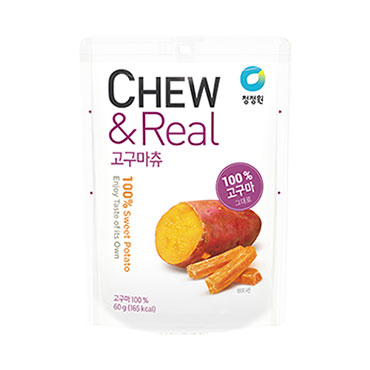 CHEW
&Real
고구마츄
청정원
100%
고구마
그대로
100% Sweet Potato
Enjoy Taste of its Own
고구마 100 %
60 g (165 kcal)